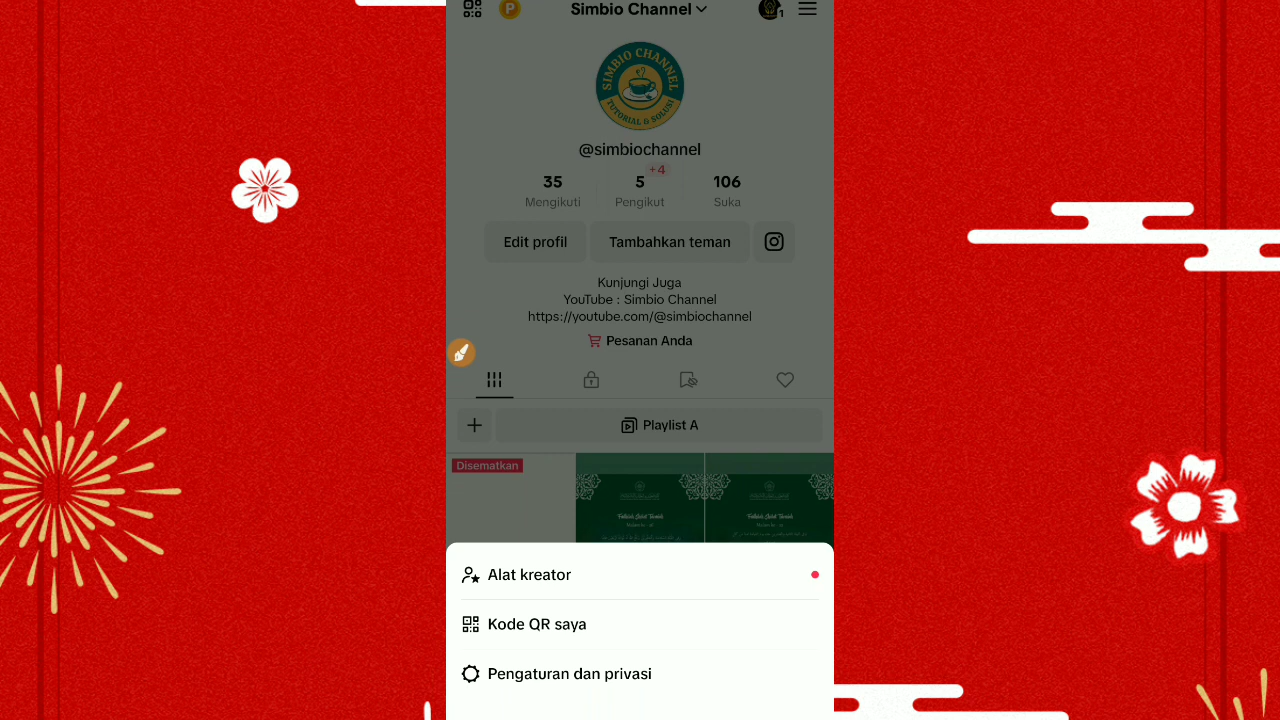 P
Simbio Channel
1
SIMBIO CHANNEL
TUTORIAL & SOLUSI
@simbiochannel
+4
35 5 106
Mengikuti Pengikut Suka
Edit profil Tambahkan teman
Kunjungi Juga
YouTube : Simbio Channel
https://youtube.com/@simbiochannel
Pesanan Anda
Playlist A
Disematkan
Alat kreator
Kode QR saya
Pengaturan dan privasi